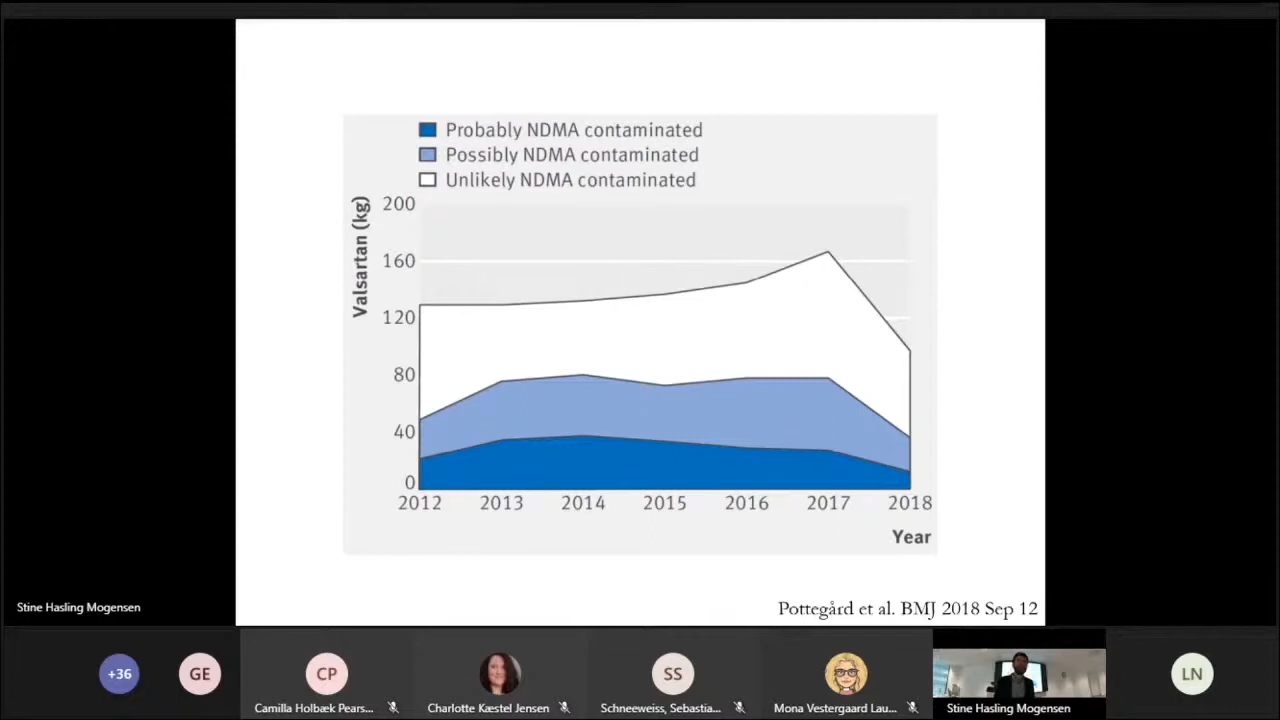 Probably NDMA contaminated
Possibly NDMA contaminated
Unlikely NDMA contaminated
Valsartan (kg)
200
160
120
80
40
0
2012 2013 2014 2015 2016 2017 2018
Year
Pottegård et al. BMJ 2018 Sep 12
Stine Hasling Mogensen
+36
GE
CP
Camilla Holbæk Pears...
Charlotte Kæstel Jensen
SS
Schneeweiss, Sebastia...
Mona Vestergaard Lau...
Stine Hasling Mogensen
LN